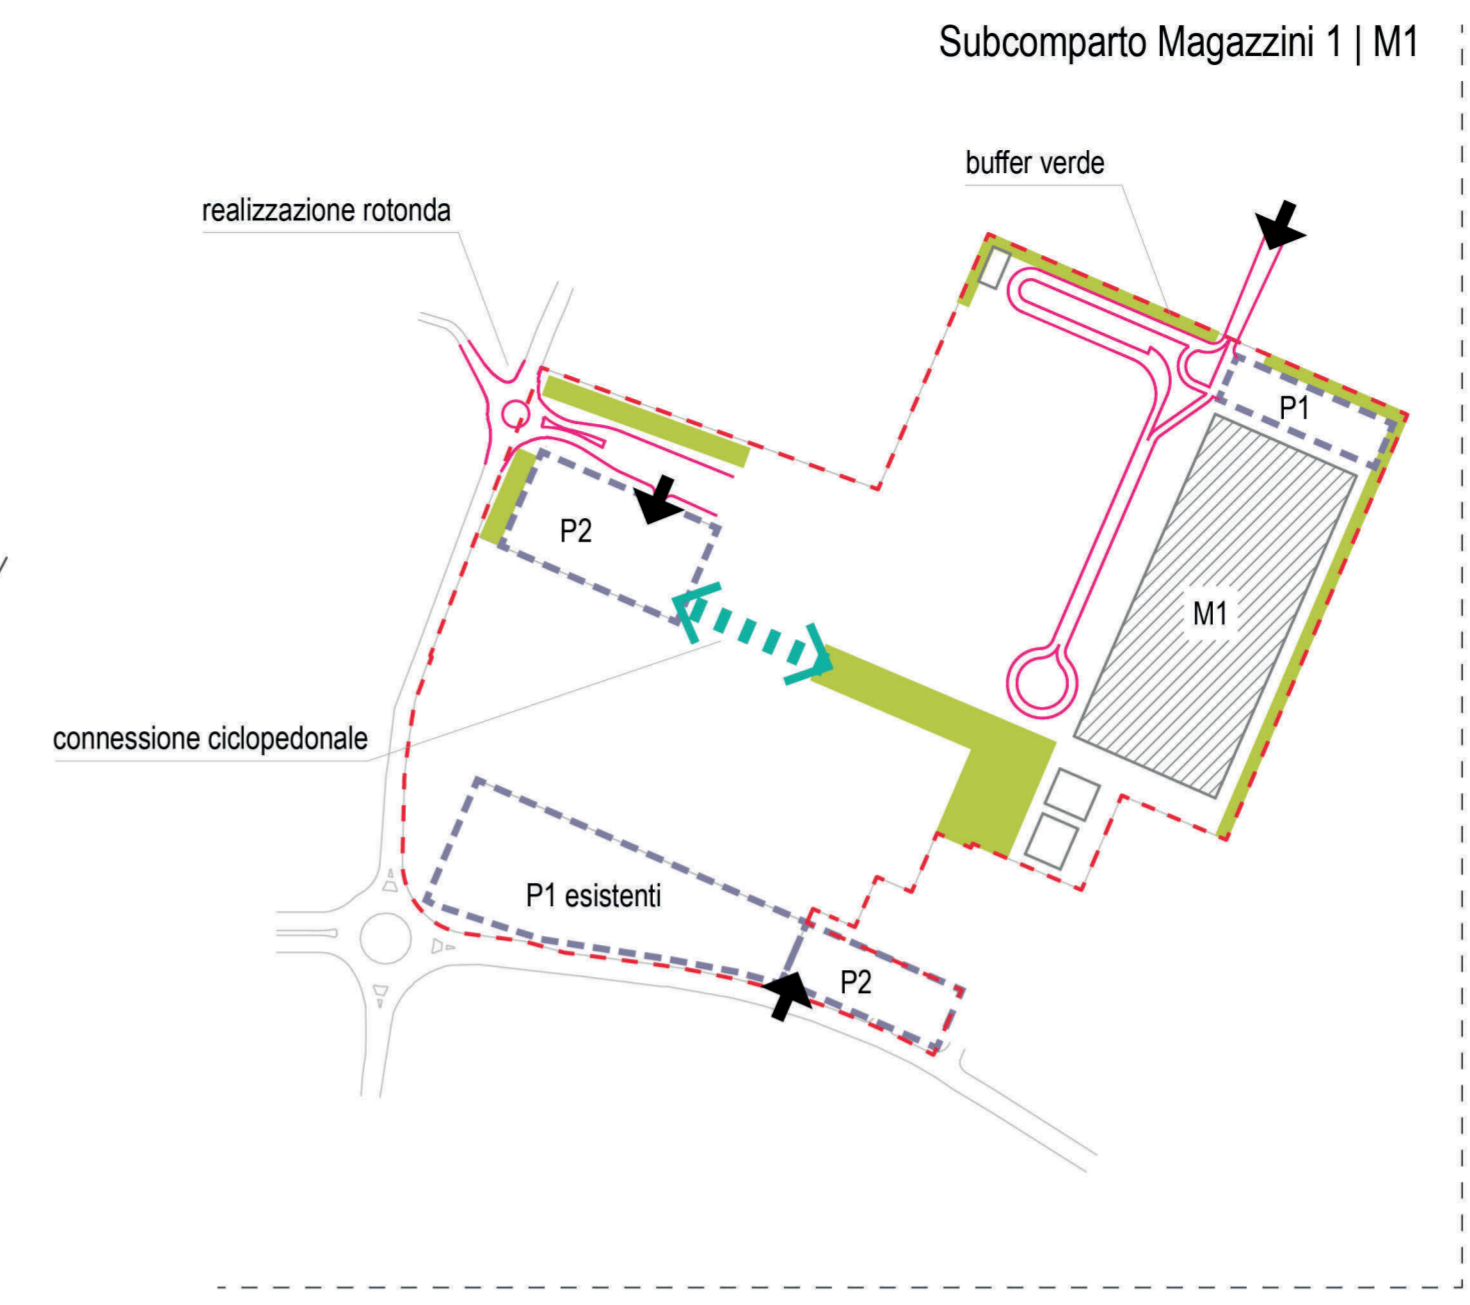 Subcomparto Magazzini 1 | M1
buffer verde
realizzazione rotonda
P1
P2
M1
connessione ciclopedonale
P1 esistenti
P2